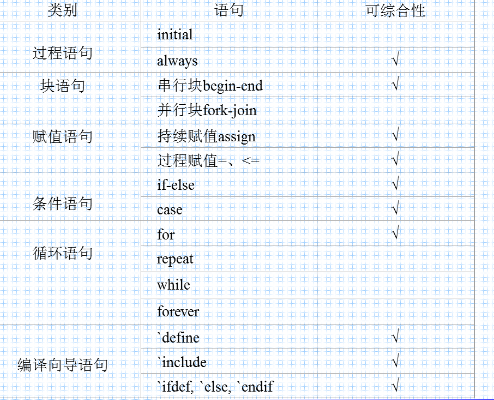 类别 语句 可综合性
initial
过程语句
always √
块语句 串行块begin-end √
并行块fork-join
赋值语句 持续赋值assign √
过程赋值=、<= √
if-else √
条件语句
case √
for √
循环语句
repeat
while
forever
`define √
编译向导语句 `include √
`ifdef, `else, `endif √